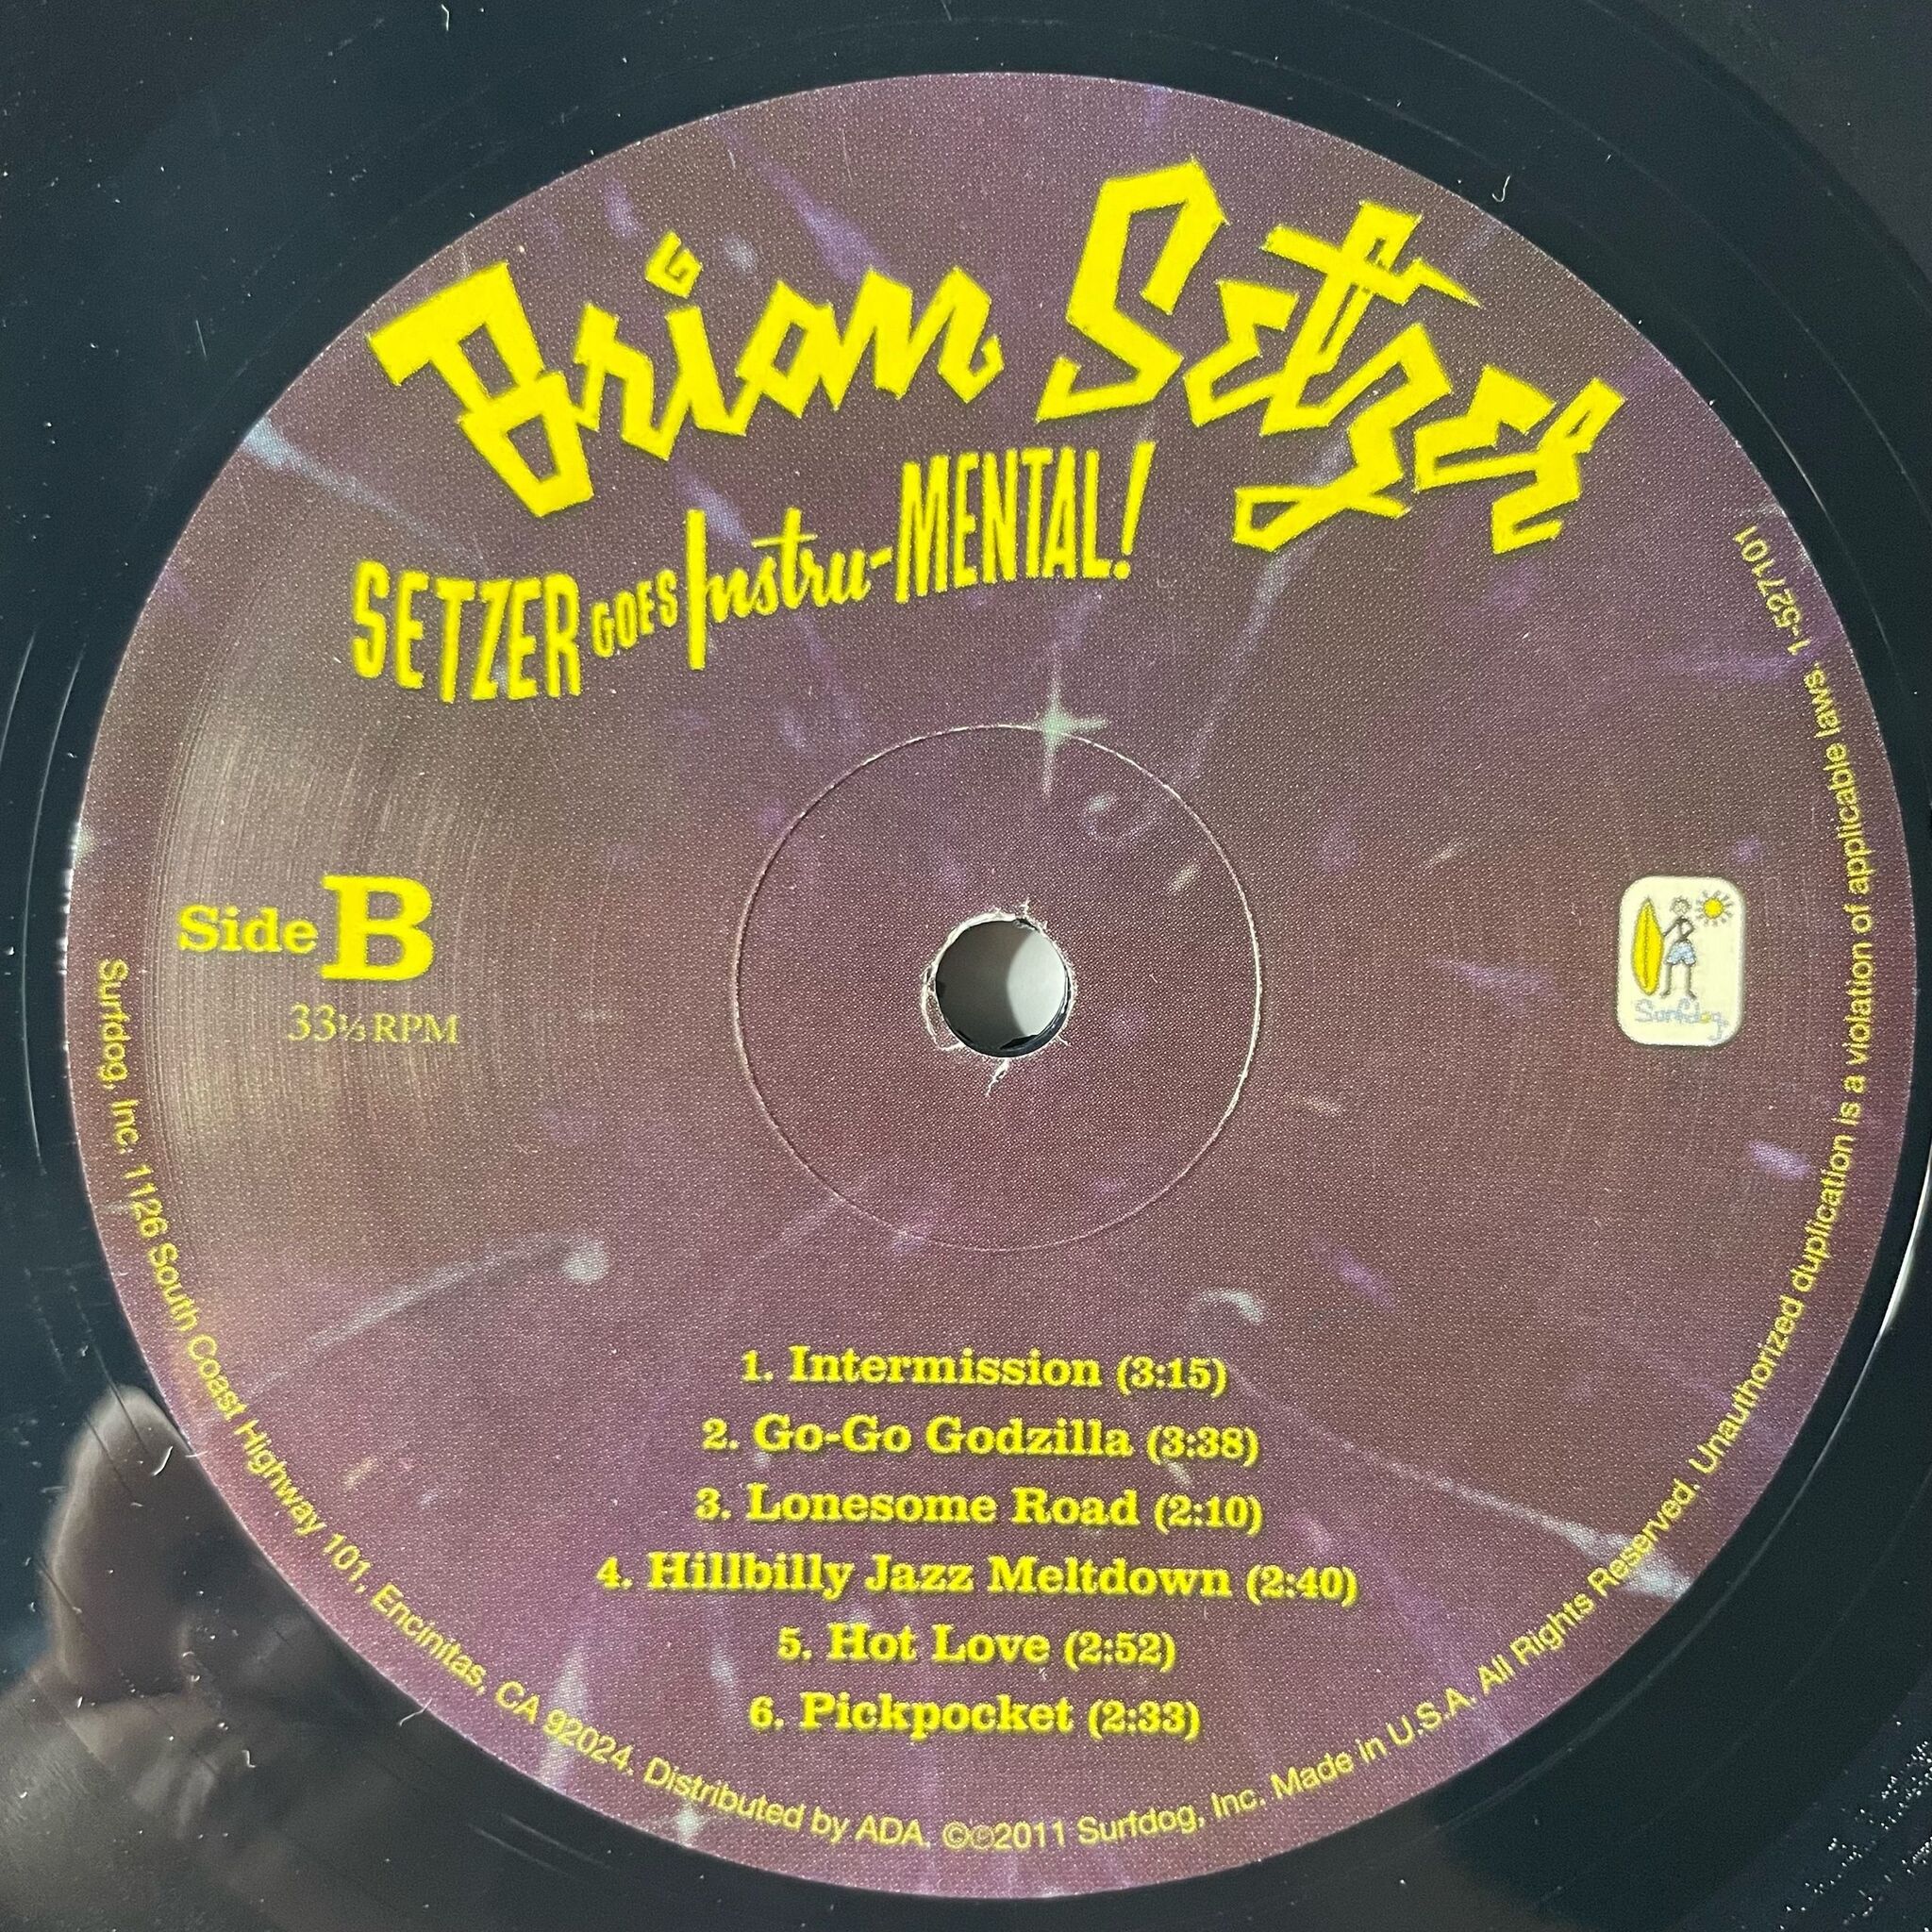 Brian Setzer
SETZER GOES Instru-MENTAL!
Side B
33⅓ RPM
Surfdog
1. Intermission (3:15)
2. Go-Go Godzilla (3:38)
3. Lonesome Road (2:10)
4. Hillbilly Jazz Meltdown (2:40)
5. Hot Love (2:52)
6. Pickpocket (2:33)
Surfdog, Inc. 1126 South Coast Highway 101, Encinitas, CA 92024. Distributed by ADA. ©℗2011 Surfdog, Inc. Made in U.S.A. All Rights Reserved. Unauthorized duplication is a violation of applicable laws. 1-527101